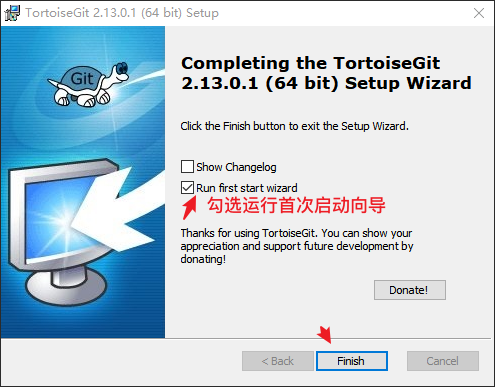 TortoiseGit 2.13.0.1 (64 bit) Setup
Git
Completing the TortoiseGit
2.13.0.1 (64 bit) Setup Wizard
Click the Finish button to exit the Setup Wizard.
Show Changelog
Run first start wizard
勾选运行首次启动向导
Thanks for using TortoiseGit. You can show your
appreciation and support future development by
donating!
Donate!
< Back
Finish
Cancel